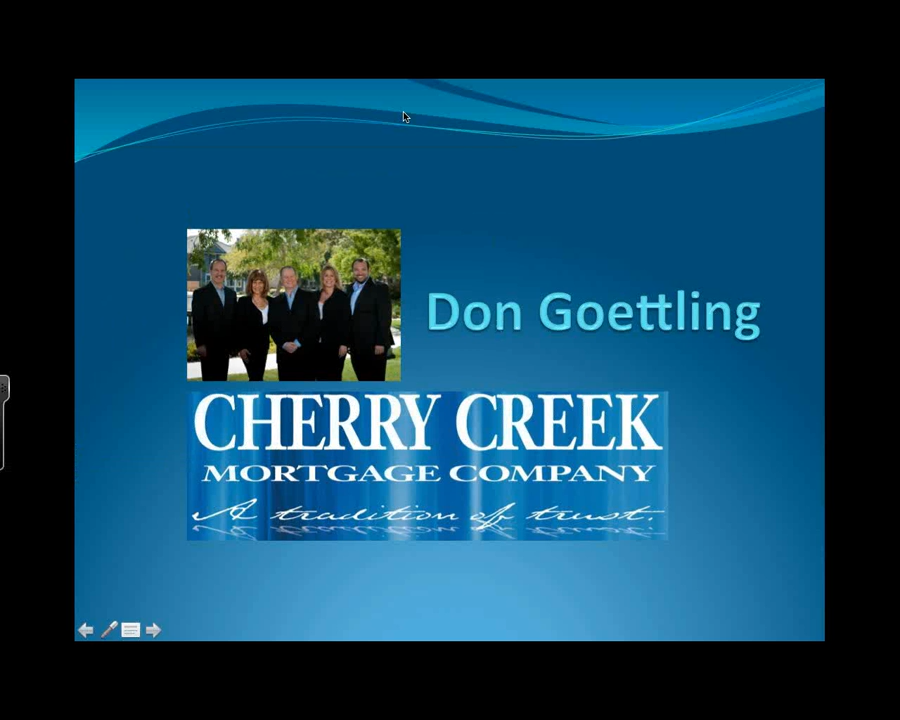 Don Goettling
CHERRY CREEK
MORTGAGE COMPANY
A tradition of trust.